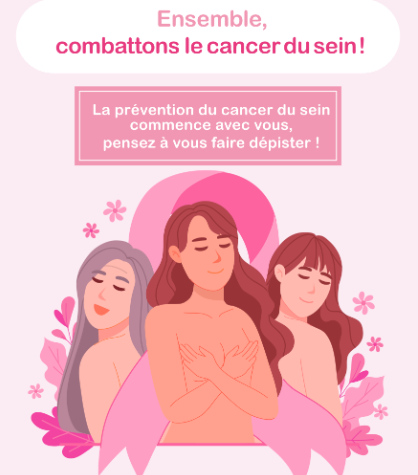 Ensemble,
combattons le cancer du sein !
La prévention du cancer du sein
commence avec vous,
pensez à vous faire dépister !